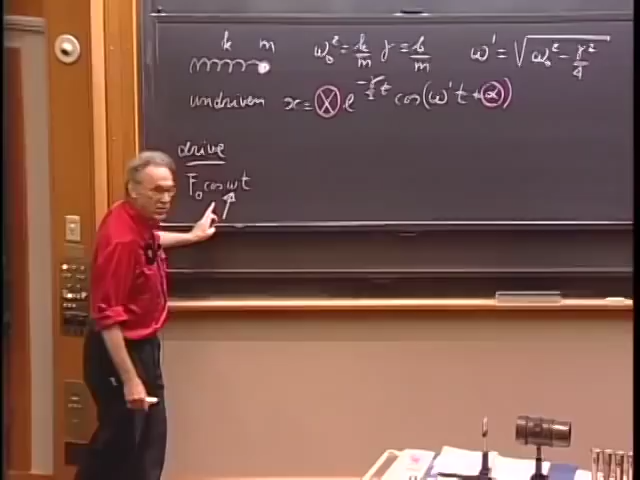 k m ω₀² = k/m γ = b/m ω' = √(ω₀² − γ²/4)
undriven x = X e^(−γ/2 t) cos(ω't + α)
drive
F₀ cos ωt